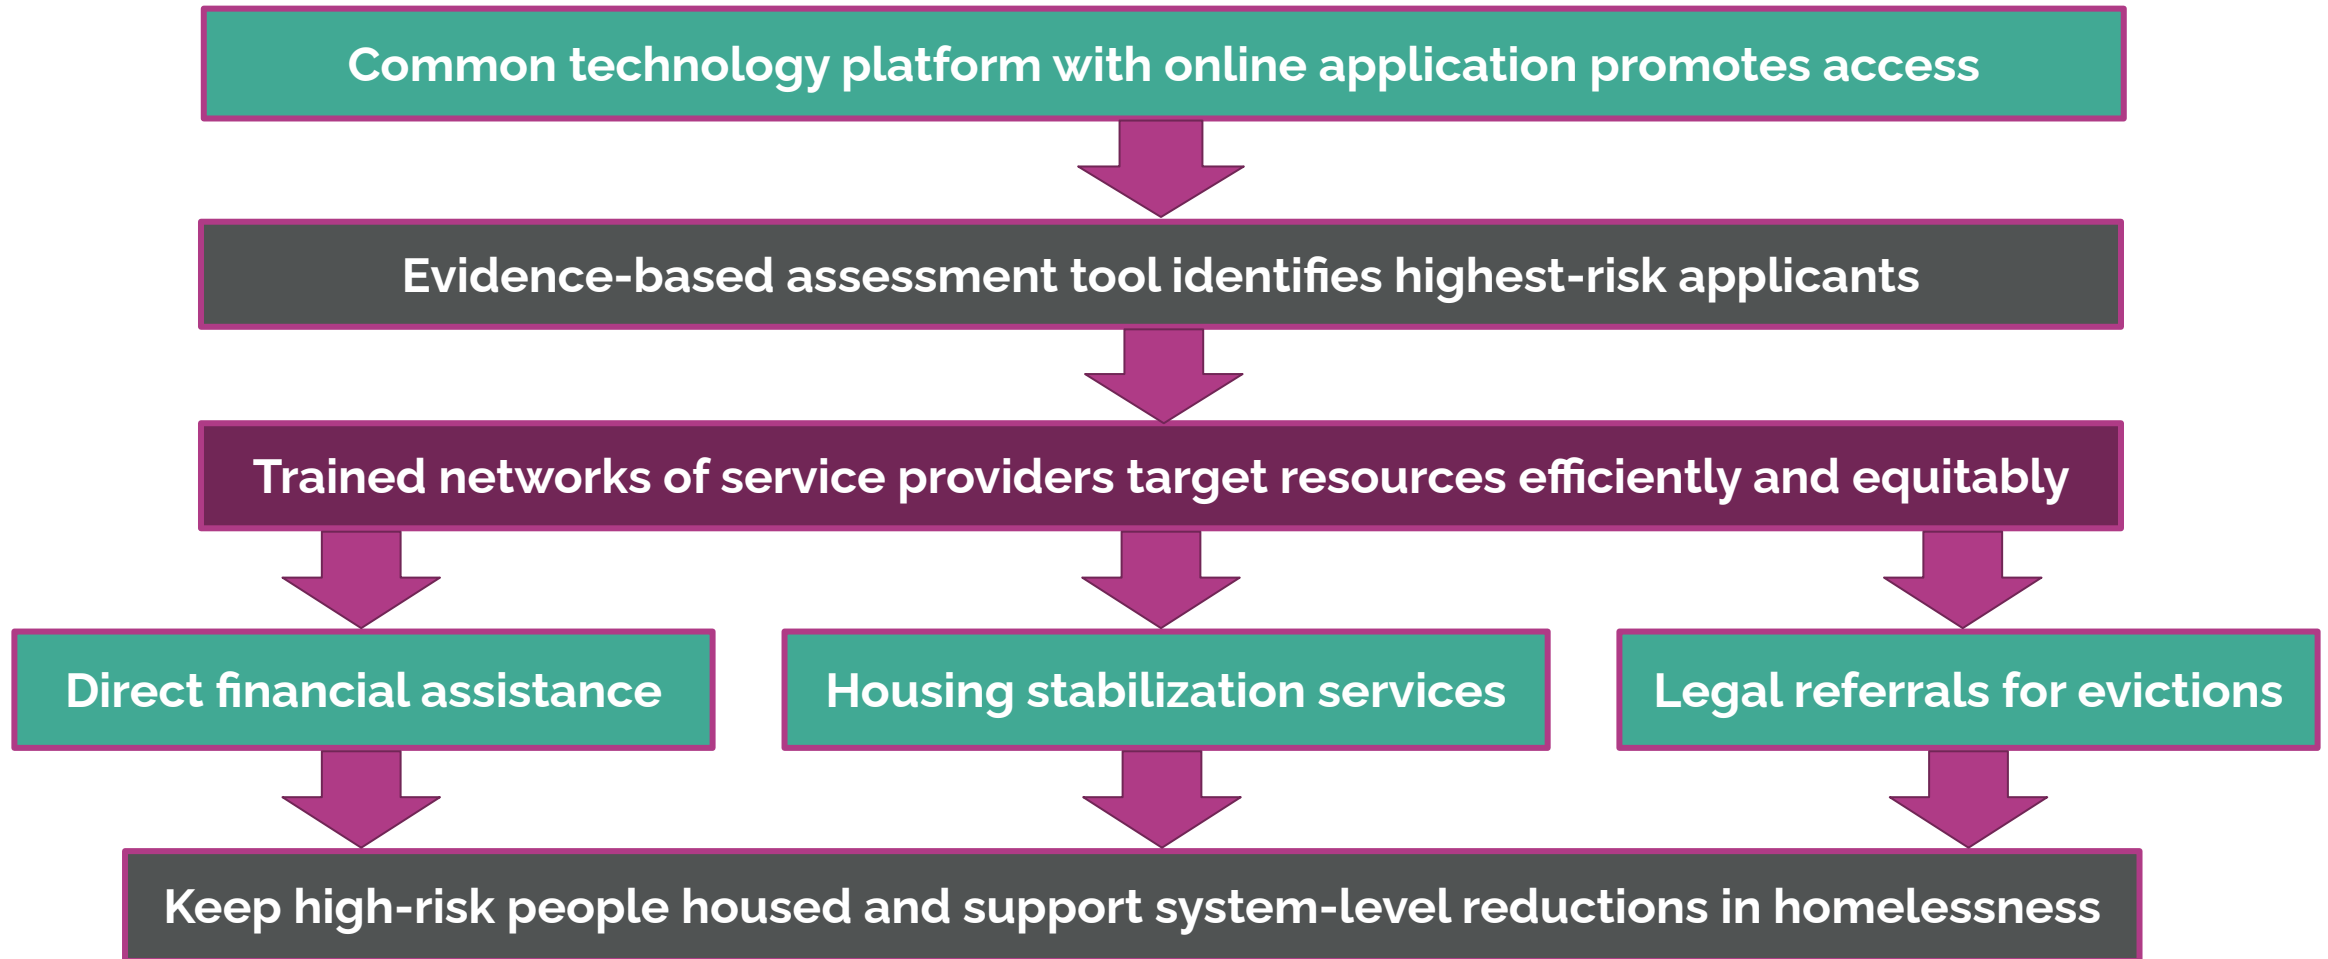 Common technology platform with online application promotes access
Evidence-based assessment tool identifies highest-risk applicants
Trained networks of service providers target resources efficiently and equitably
Direct financial assistance
Housing stabilization services
Legal referrals for evictions
Keep high-risk people housed and support system-level reductions in homelessness